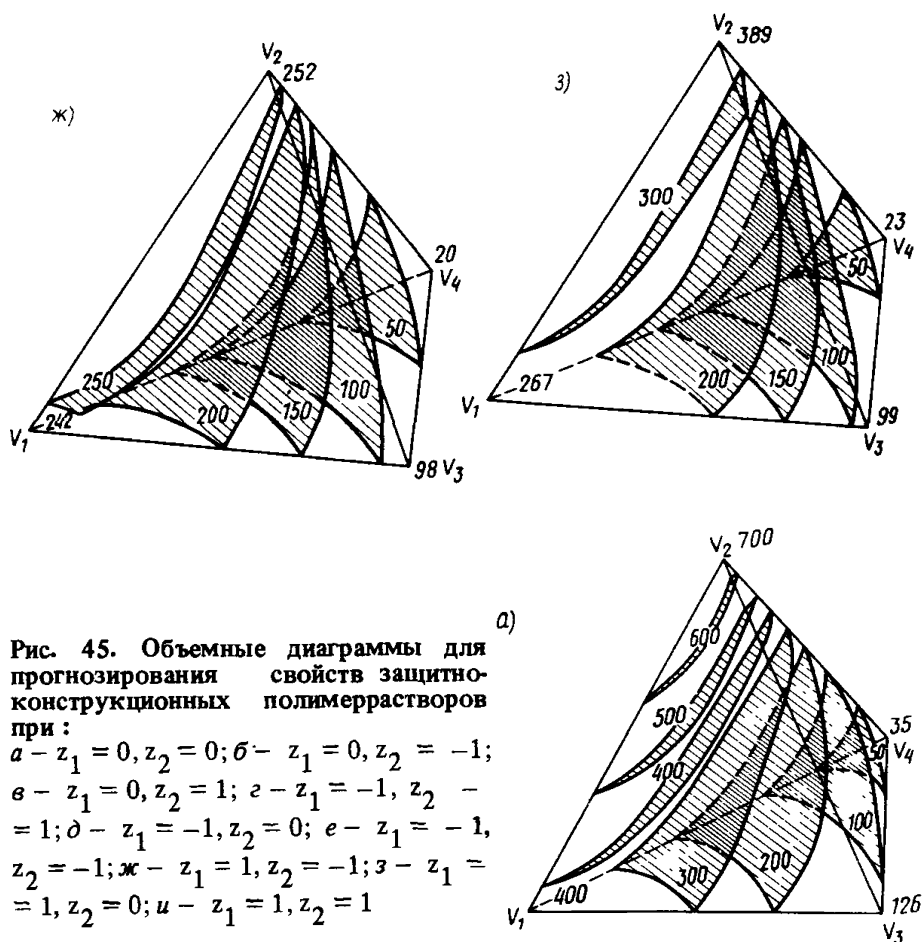 ж)
V2 252
20
V4
50
250
242
V1
200
150
100
98 V3
з)
V2 389
300
23
V4
50
267
V1
200
150
100
99
V3
а)
V2 700
600
500
400
35
V4
50
100
400
V1
300
200
126
V3
Рис. 45. Объемные диаграммы для
прогнозирования свойств защитно-
конструкционных полимеррастворов
при :
а – z1 = 0, z2 = 0; б – z1 = 0, z2 = –1;
в – z1 = 0, z2 = 1; г – z1 = –1, z2 –
= 1; д – z1 = –1, z2 = 0; е – z1 = – 1,
z2 = –1; ж – z1 = 1, z2 = –1; з – z1 =
= 1, z2 = 0; и – z1 = 1, z2 = 1